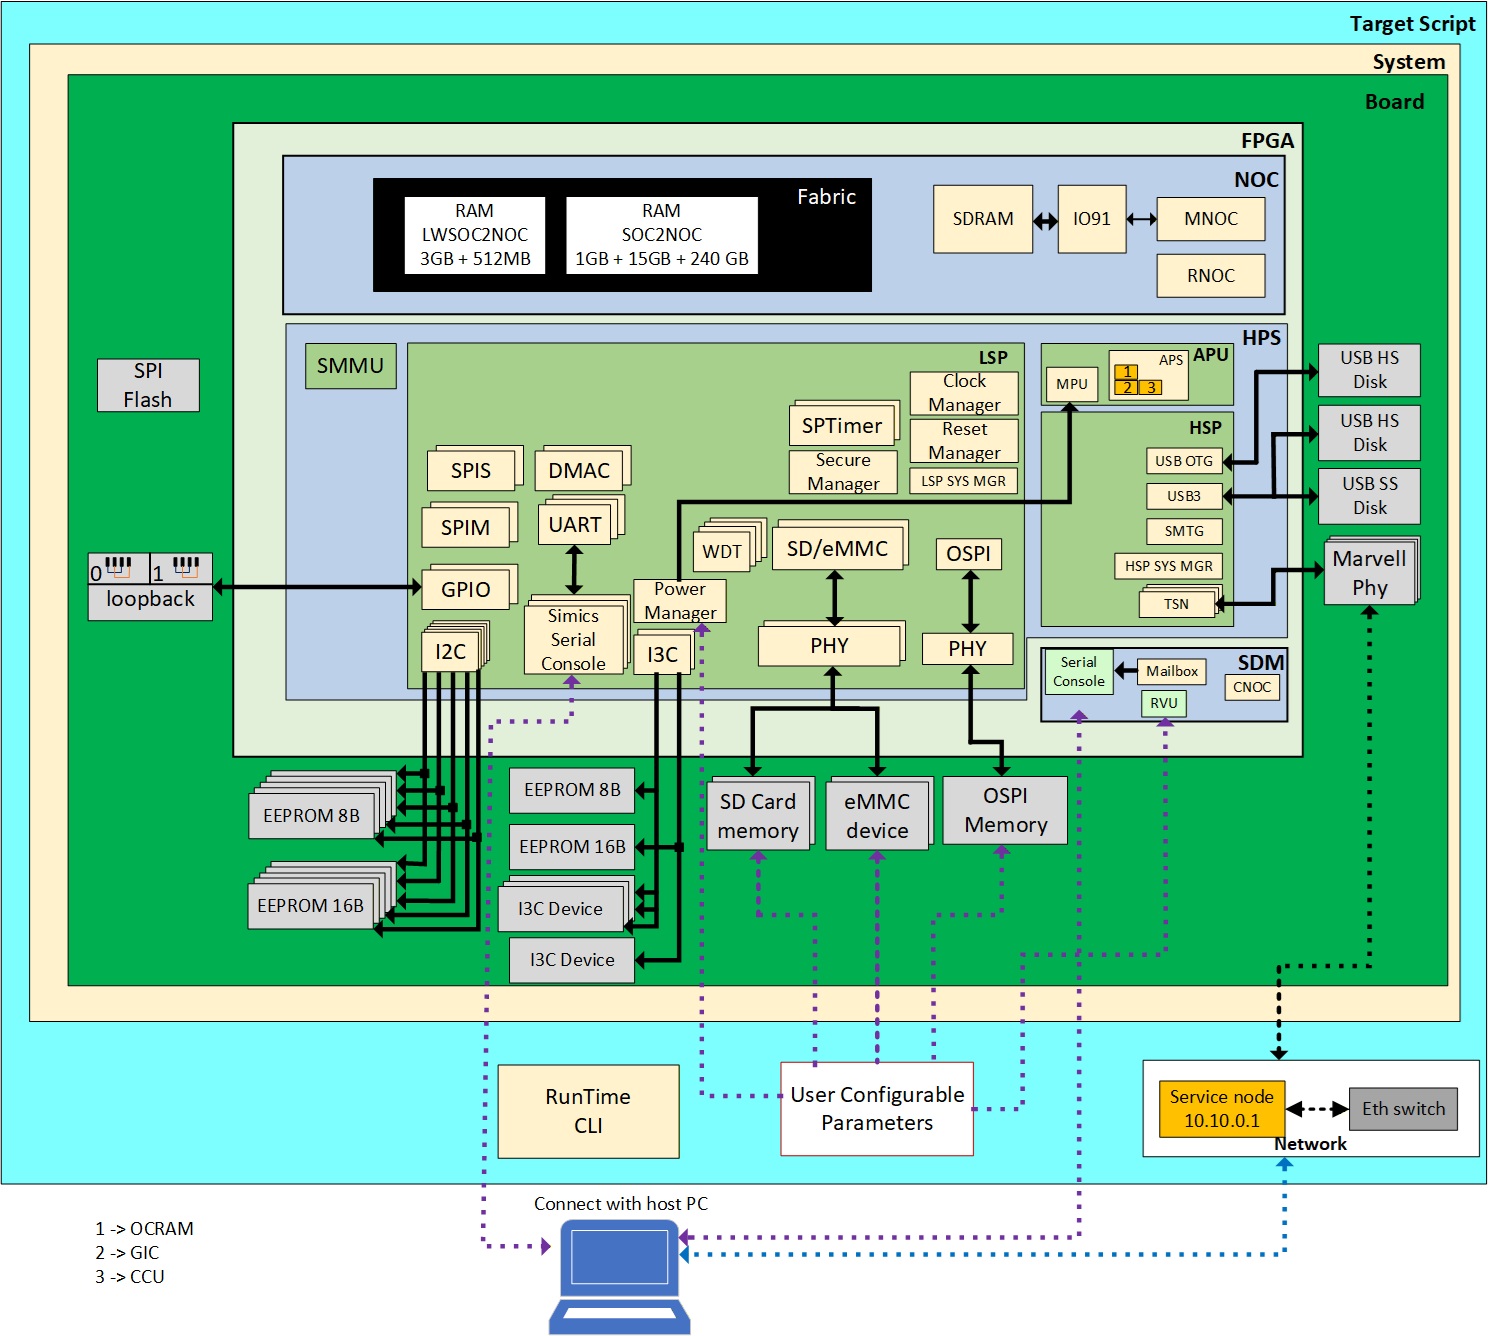 Target Script
System
Board
FPGA
NOC
Fabric
RAM
LWSOC2NOC
3GB + 512MB
RAM
SOC2NOC
1GB + 15GB + 240 GB
SDRAM
IO91
MNOC
RNOC
HPS
SMMU
LSP
Clock
Manager
SPTimer
Reset
Manager
Secure
Manager
LSP SYS MGR
APU
MPU
APS
1
2
3
HSP
USB OTG
USB3
SMTG
HSP SYS MGR
TSN
USB HS
Disk
USB HS
Disk
USB SS
Disk
Marvell
Phy
SPI
Flash
0
1
loopback
SPIS
DMAC
SPIM
UART
GPIO
I2C
Simics
Serial
Console
WDT
SD/eMMC
OSPI
Power
Manager
I3C
PHY
PHY
SDM
Serial
Console
Mailbox
CNOC
RVU
EEPROM 8B
EEPROM 16B
EEPROM 8B
EEPROM 16B
I3C Device
I3C Device
SD Card
memory
eMMC
device
OSPI
Memory
RunTime
CLI
User Configurable
Parameters
Service node
10.10.0.1
Eth switch
Network
Connect with host PC
1 -> OCRAM
2 -> GIC
3 -> CCU